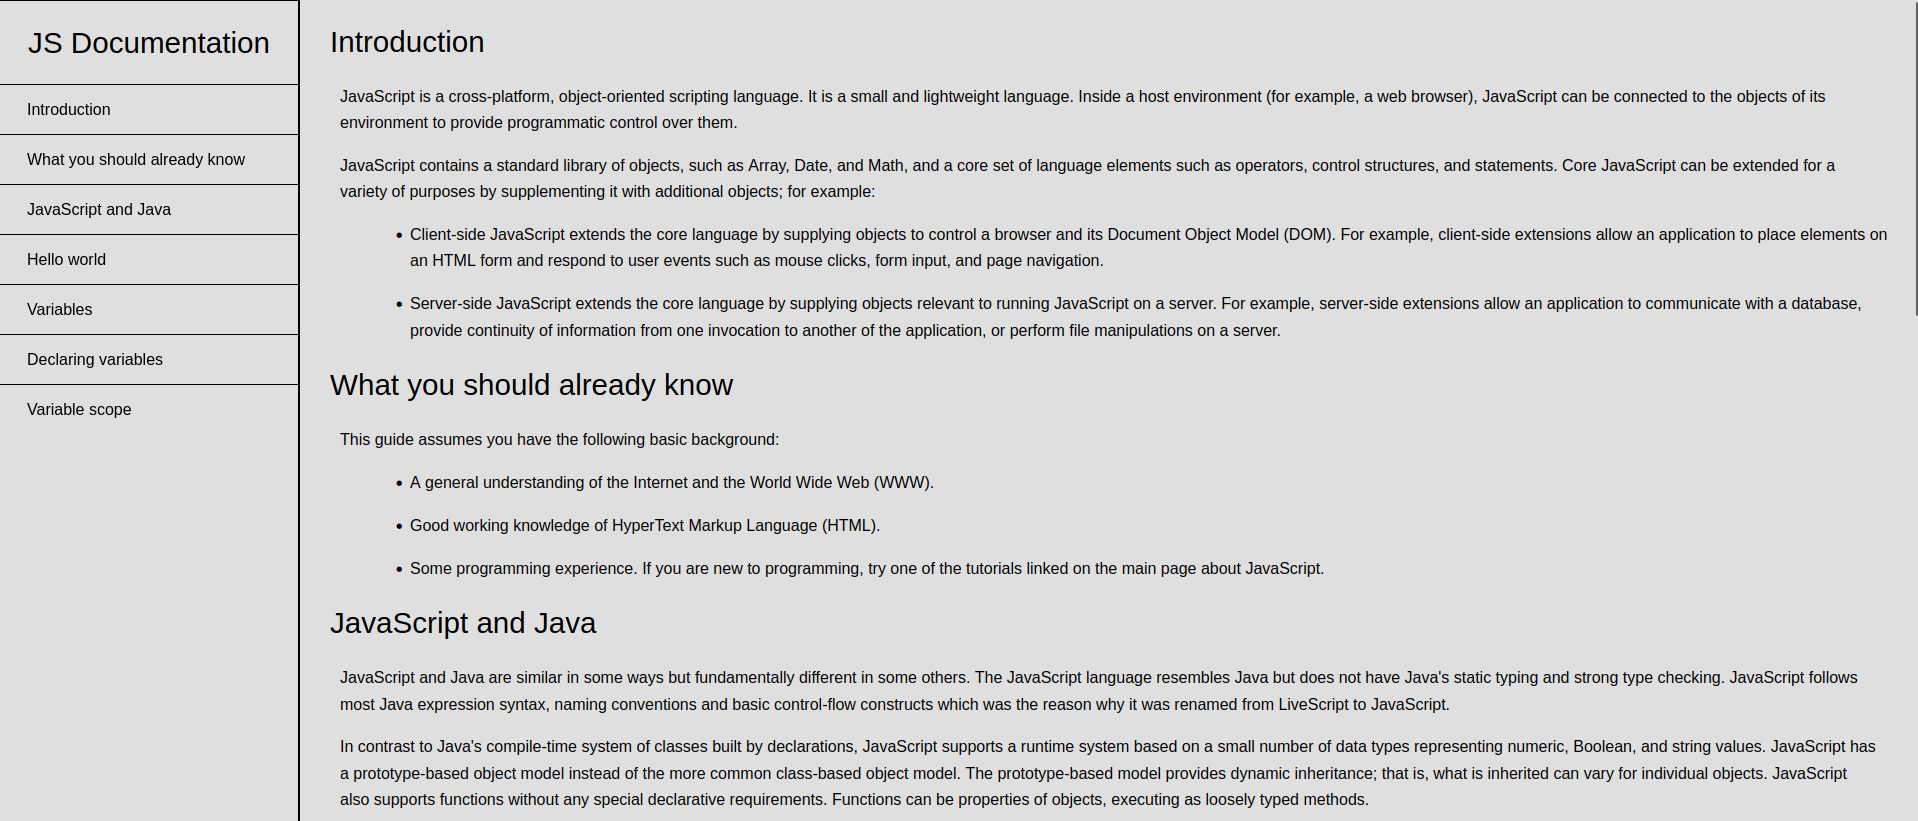 JS Documentation
Introduction
What you should already know
JavaScript and Java
Hello world
Variables
Declaring variables
Variable scope
Introduction
JavaScript is a cross-platform, object-oriented scripting language. It is a small and lightweight language. Inside a host environment (for example, a web browser), JavaScript can be connected to the objects of its
environment to provide programmatic control over them.
JavaScript contains a standard library of objects, such as Array, Date, and Math, and a core set of language elements such as operators, control structures, and statements. Core JavaScript can be extended for a
variety of purposes by supplementing it with additional objects; for example:
• Client-side JavaScript extends the core language by supplying objects to control a browser and its Document Object Model (DOM). For example, client-side extensions allow an application to place elements on
an HTML form and respond to user events such as mouse clicks, form input, and page navigation.
• Server-side JavaScript extends the core language by supplying objects relevant to running JavaScript on a server. For example, server-side extensions allow an application to communicate with a database,
provide continuity of information from one invocation to another of the application, or perform file manipulations on a server.
What you should already know
This guide assumes you have the following basic background:
• A general understanding of the Internet and the World Wide Web (WWW).
• Good working knowledge of HyperText Markup Language (HTML).
• Some programming experience. If you are new to programming, try one of the tutorials linked on the main page about JavaScript.
JavaScript and Java
JavaScript and Java are similar in some ways but fundamentally different in some others. The JavaScript language resembles Java but does not have Java's static typing and strong type checking. JavaScript follows
most Java expression syntax, naming conventions and basic control-flow constructs which was the reason why it was renamed from LiveScript to JavaScript.
In contrast to Java's compile-time system of classes built by declarations, JavaScript supports a runtime system based on a small number of data types representing numeric, Boolean, and string values. JavaScript has
a prototype-based object model instead of the more common class-based object model. The prototype-based model provides dynamic inheritance; that is, what is inherited can vary for individual objects. JavaScript
also supports functions without any special declarative requirements. Functions can be properties of objects, executing as loosely typed methods.